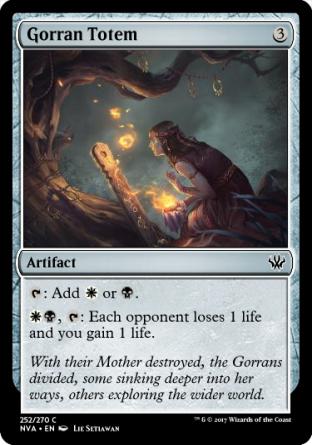 Gorran Totem 3
Artifact
: Add or .
, : Each opponent loses 1 life
and you gain 1 life.
With their Mother destroyed, the Gorrans
divided, some sinking deeper into her
ways, others exploring the wider world.
252/270 C
NVA • EN Lie Setiawan
™ & © 2017 Wizards of the Coast